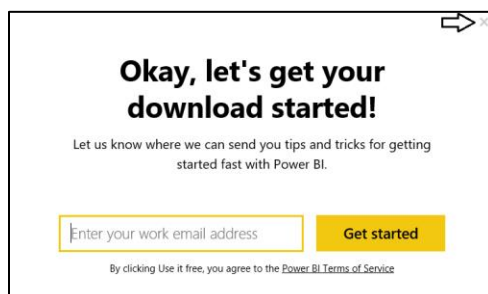 Okay, let's get your
download started!
Let us know where we can send you tips and tricks for getting
started fast with Power BI.
Enter your work email address
Get started
By clicking Use it free, you agree to the Power BI Terms of Service